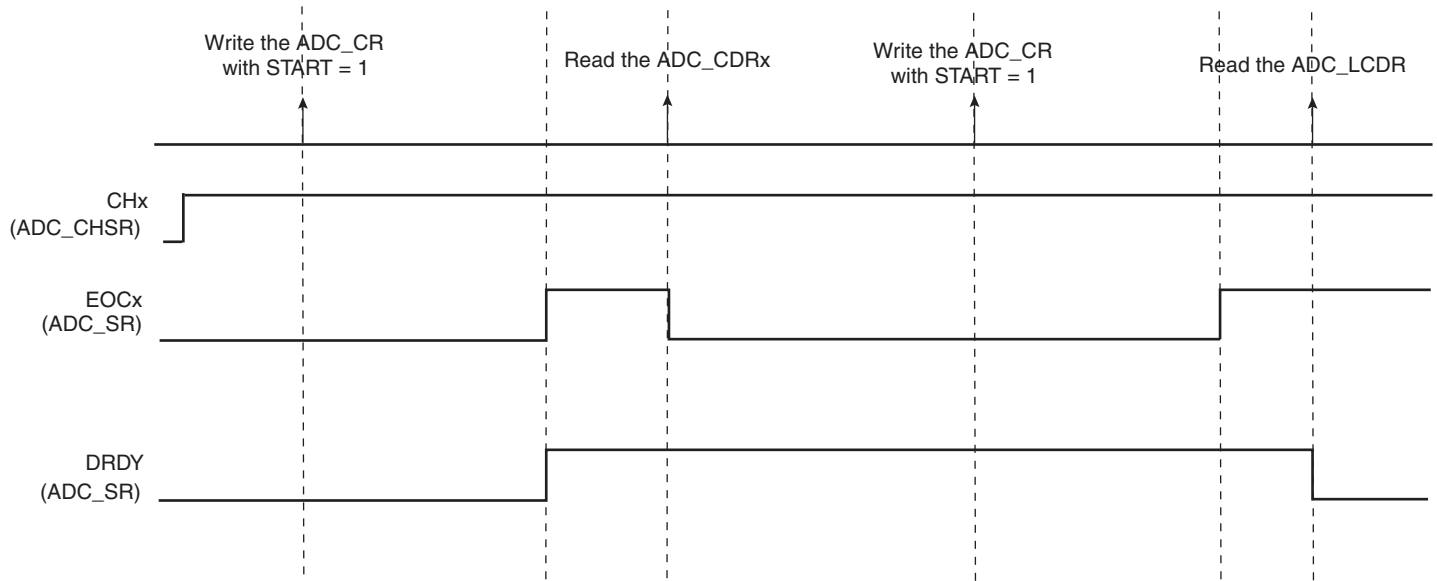 Write the ADC_CR
with START = 1
Read the ADC_CDRx
Write the ADC_CR
with START = 1
Read the ADC_LCDR
CHx
(ADC_CHSR)
EOCx
(ADC_SR)
DRDY
(ADC_SR)